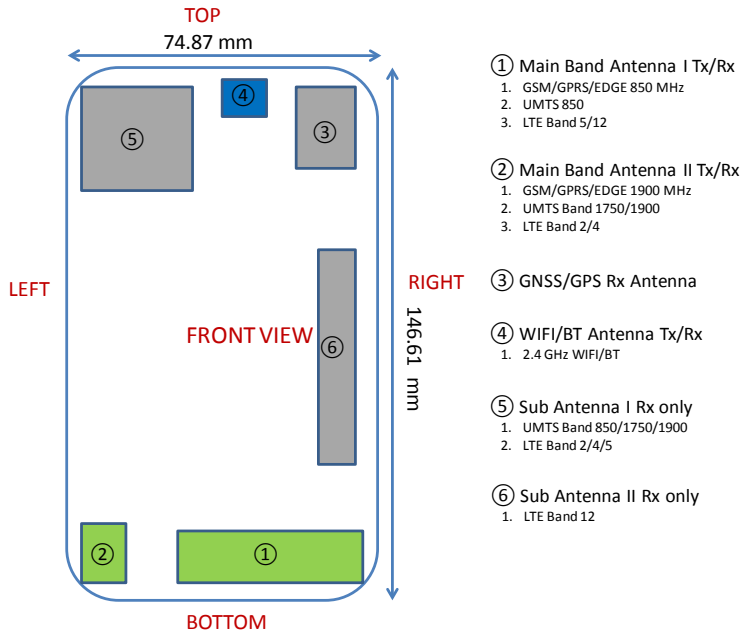 TOP
74.87 mm
④
⑤
③
LEFT
RIGHT
FRONT VIEW
⑥
146.61 mm
②
①
BOTTOM
① Main Band Antenna I Tx/Rx
1. GSM/GPRS/EDGE 850 MHz
2. UMTS 850
3. LTE Band 5/12
② Main Band Antenna II Tx/Rx
1. GSM/GPRS/EDGE 1900 MHz
2. UMTS Band 1750/1900
3. LTE Band 2/4
③ GNSS/GPS Rx Antenna
④ WIFI/BT Antenna Tx/Rx
1. 2.4 GHz WIFI/BT
⑤ Sub Antenna I Rx only
1. UMTS Band 850/1750/1900
2. LTE Band 2/4/5
⑥ Sub Antenna II Rx only
1. LTE Band 12